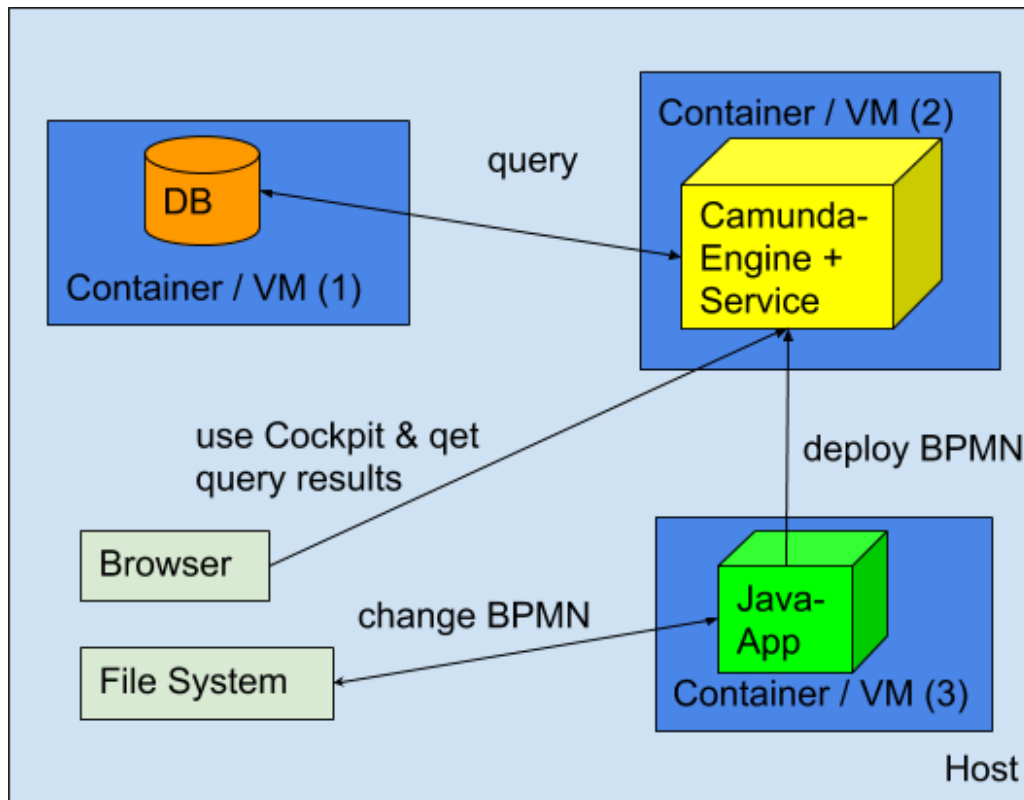 Container / VM (2)
query
DB
Camunda-
Engine +
Service
Container / VM (1)
use Cockpit & qet
query results
deploy BPMN
Browser
change BPMN
Java-
App
File System
Container / VM (3)
Host